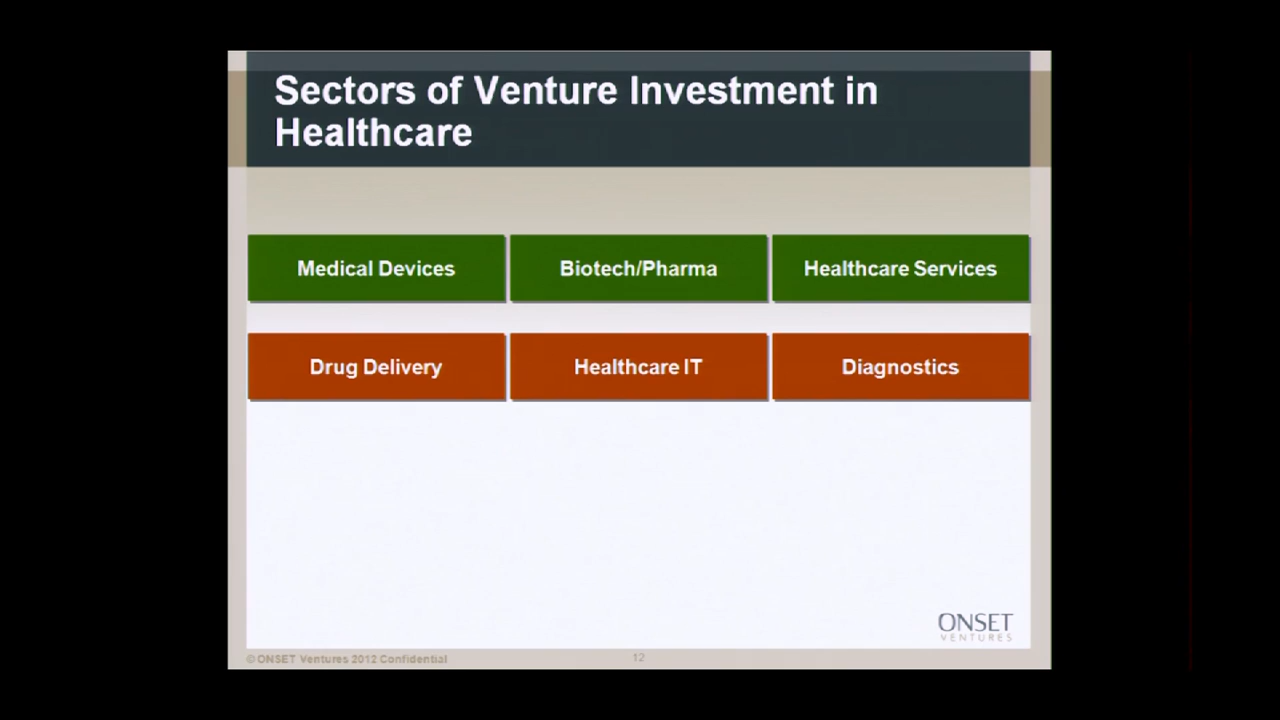 Sectors of Venture Investment in
Healthcare
Medical Devices
Biotech/Pharma
Healthcare Services
Drug Delivery
Healthcare IT
Diagnostics
ONSET
VENTURES
© ONSET Ventures 2012 Confidential
12